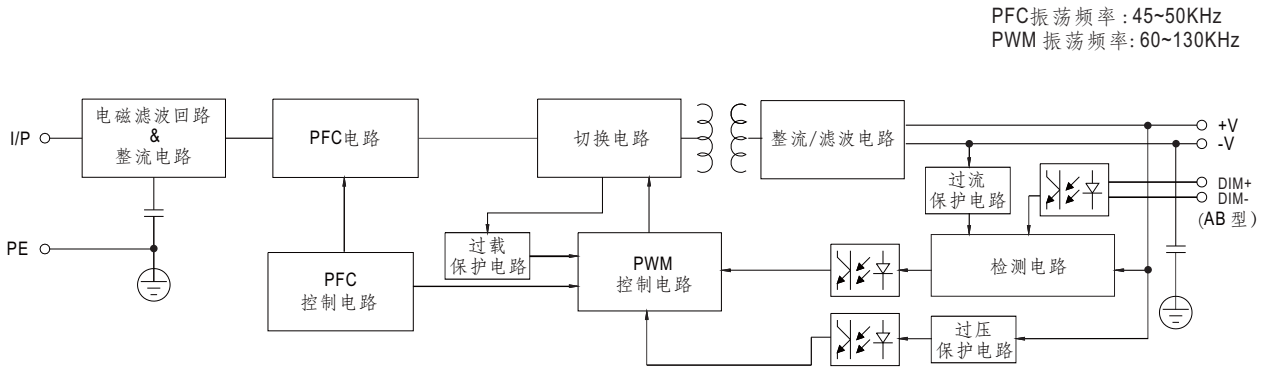 PFC振荡频率：45~50KHz
PWM 振荡频率：60~130KHz
I/P
电磁滤波回路
&
整流电路
PFC电路
切换电路
整流/滤波电路
+V
-V
过流
保护电路
DIM+
DIM-
(AB 型）
PE
过载
保护电路
PFC
控制电路
PWM
控制电路
检测电路
过压
保护电路